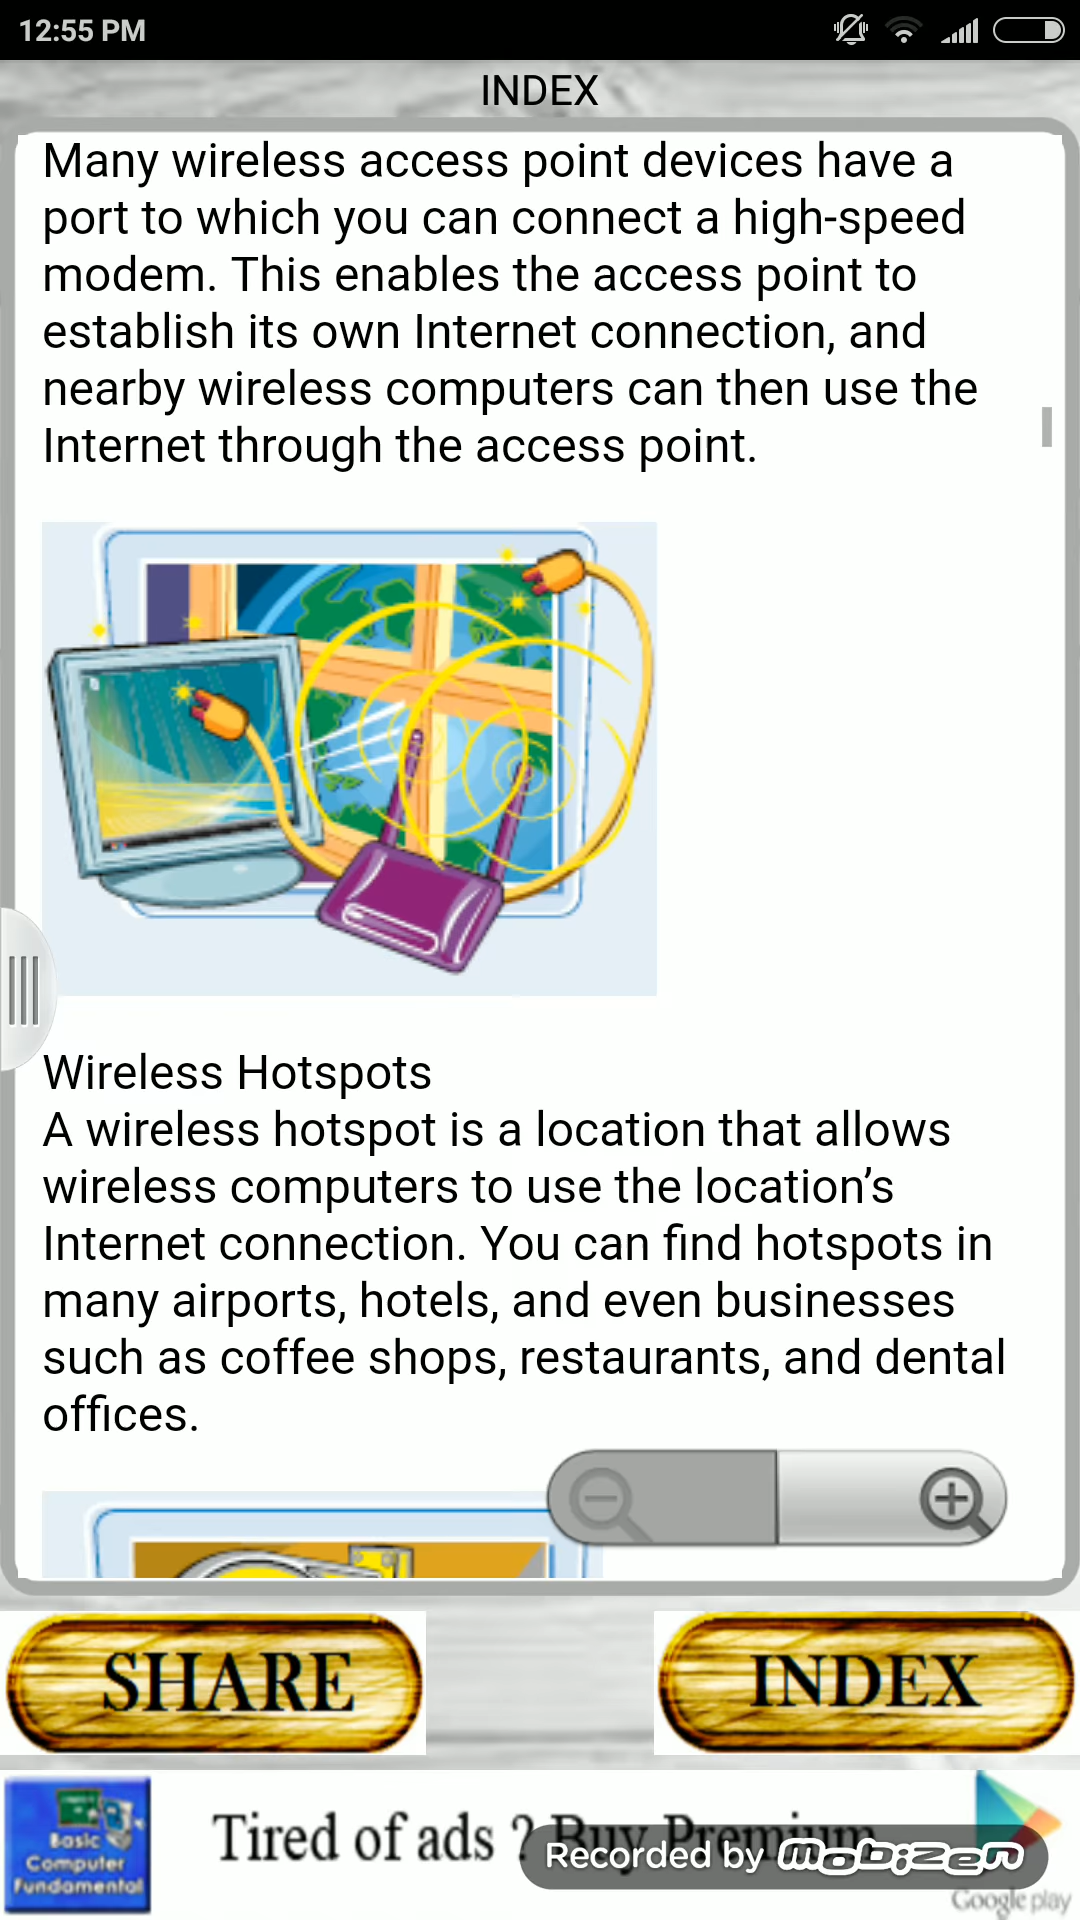 12:55 PM
INDEX
Many wireless access point devices have a
port to which you can connect a high-speed
modem. This enables the access point to
establish its own Internet connection, and
nearby wireless computers can then use the
Internet through the access point.
Wireless Hotspots
A wireless hotspot is a location that allows
wireless computers to use the location’s
Internet connection. You can find hotspots in
many airports, hotels, and even businesses
such as coffee shops, restaurants, and dental
offices.
SHARE
INDEX
Basic
Computer
Fundamental
Tired of ads ? Buy Premium
Recorded by mobizen
Google play